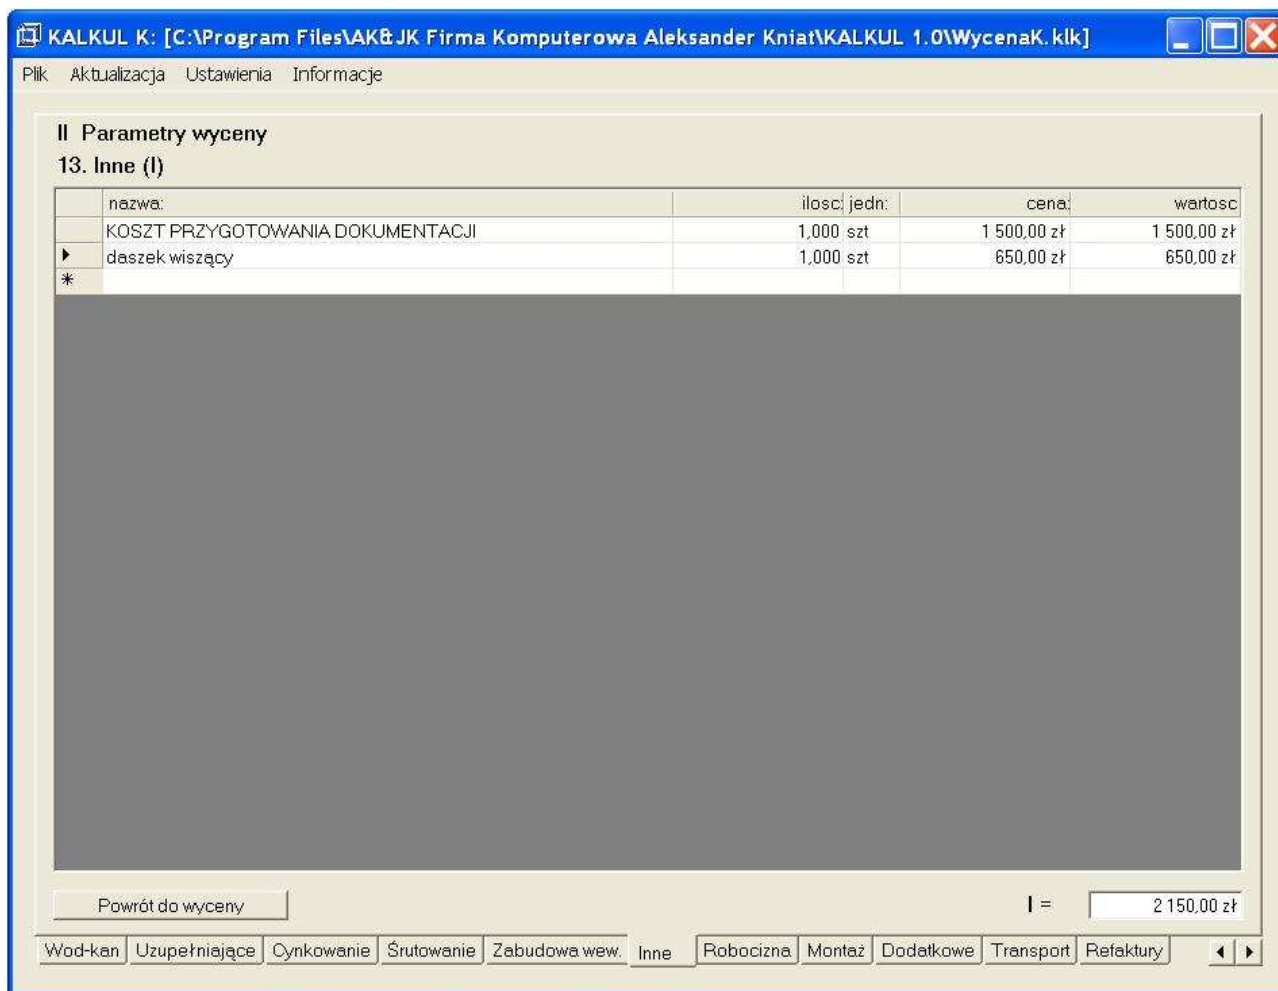 KALKUL K: [C:\Program Files\AK&JK Firma Komputerowa Aleksander Kniat\KALKUL 1.0\WycenaK.klk]
Plik Aktualizacja Ustawienia Informacje
II Parametry wyceny
13. Inne (I)
nazwa: ilosc: jedn: cena: wartosc
KOSZT PRZYGOTOWANIA DOKUMENTACJI 1,000 szt 1 500,00 zł 1 500,00 zł
daszek wiszący 1,000 szt 650,00 zł 650,00 zł
Powrót do wyceny I = 2 150,00 zł
Wod-kan Uzupełniające Cynkowanie Śrutowanie Zabudowa wew. Inne Robocizna Montaż Dodatkowe Transport Refaktury